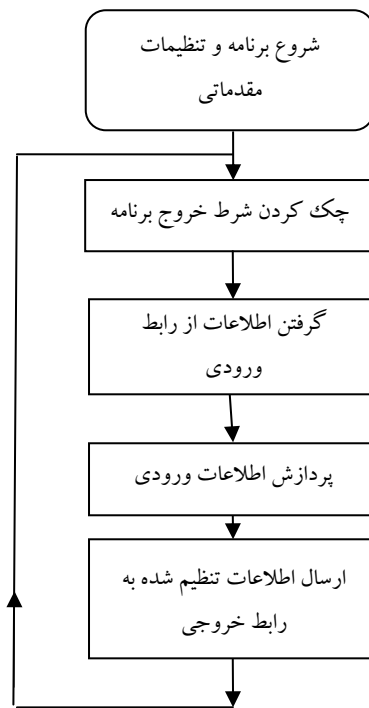 شروع برنامه و تنظیمات
مقدماتی
چک کردن شرط خروج برنامه
گرفتن اطلاعات از رابط
ورودی
پردازش اطلاعات ورودی
ارسال اطلاعات تنظیم شده به
رابط خروجی